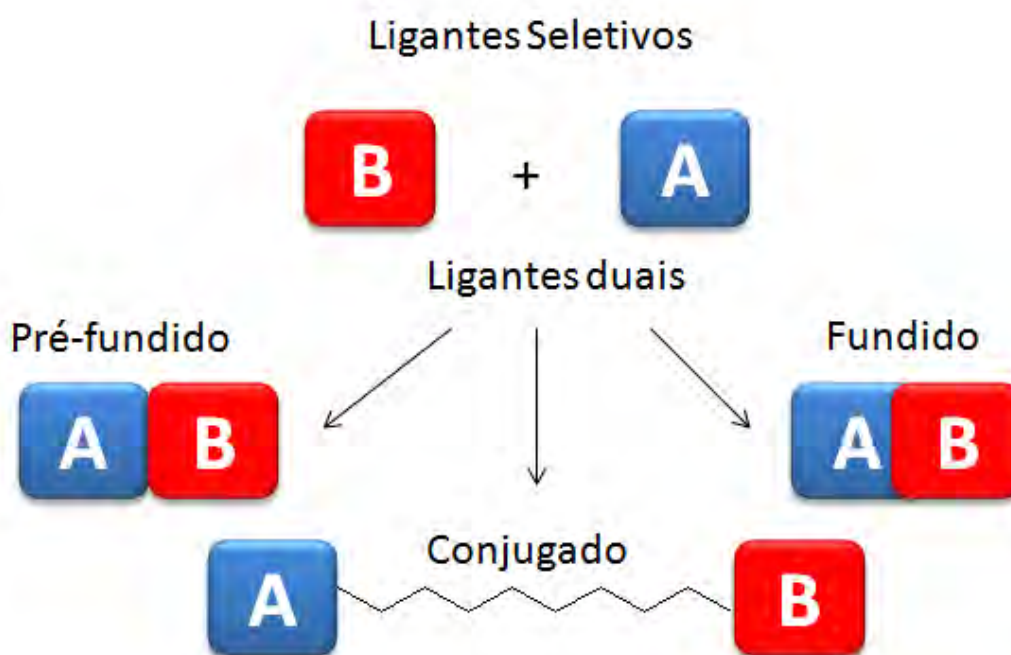 Ligantes Seletivos
B + A
Ligantes duais
Pré-fundido
Fundido
A B
A B
Conjugado
A B